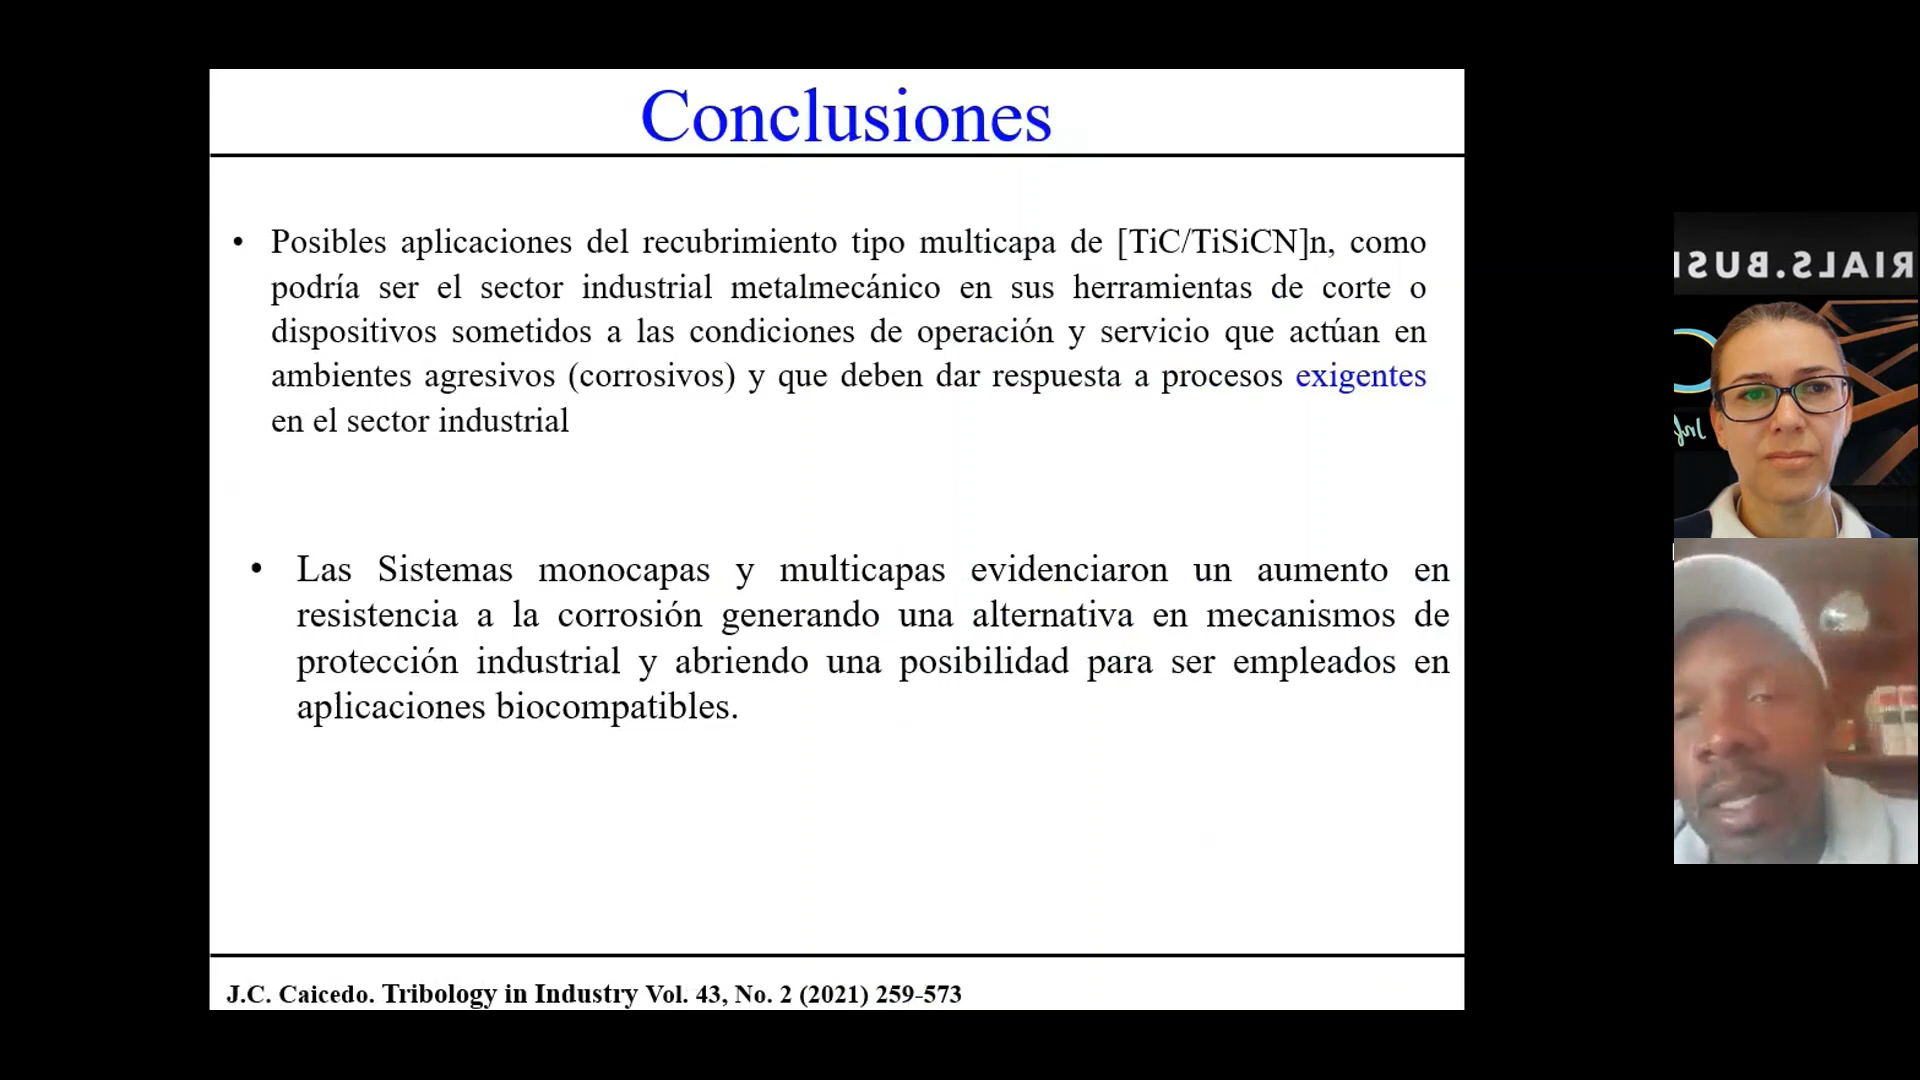 Conclusiones
• Posibles aplicaciones del recubrimiento tipo multicapa de [TiC/TiSiCN]n, como
podría ser el sector industrial metalmecánico en sus herramientas de corte o
dispositivos sometidos a las condiciones de operación y servicio que actúan en
ambientes agresivos (corrosivos) y que deben dar respuesta a procesos exigentes
en el sector industrial
• Las Sistemas monocapas y multicapas evidenciaron un aumento en
resistencia a la corrosión generando una alternativa en mecanismos de
protección industrial y abriendo una posibilidad para ser empleados en
aplicaciones biocompatibles.
J.C. Caicedo. Tribology in Industry Vol. 43, No. 2 (2021) 259-573
RIALS.BUSI
Inf